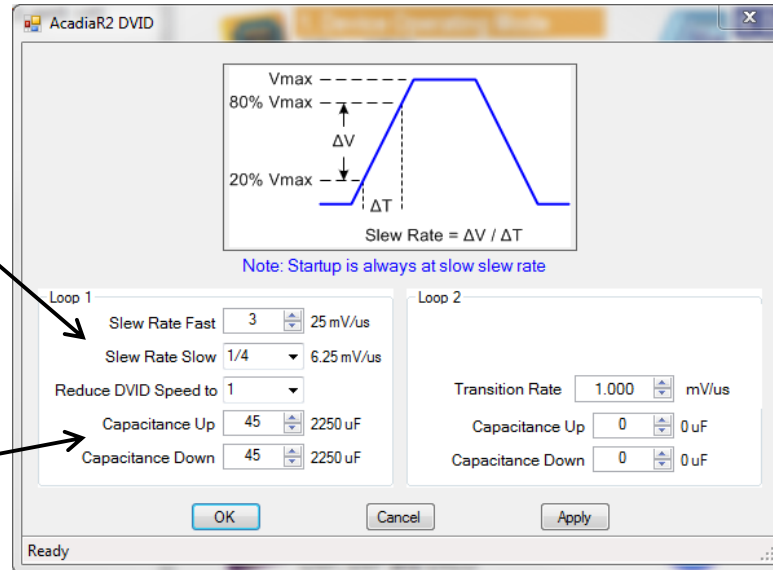 AcadiaR2 DVID
1. Device Operating Mode
x
Vmax
80% Vmax
ΔV
20% Vmax
ΔT
Slew Rate = ΔV / ΔT
Note: Startup is always at slow slew rate
Loop 1
Slew Rate Fast 3 25 mV/us
Slew Rate Slow 1/4 6.25 mV/us
Reduce DVID Speed to 1
Capacitance Up 45 2250 uF
Capacitance Down 45 2250 uF
Loop 2
Transition Rate 1.000 mV/us
Capacitance Up 0 0 uF
Capacitance Down 0 0 uF
OK Cancel Apply
Ready